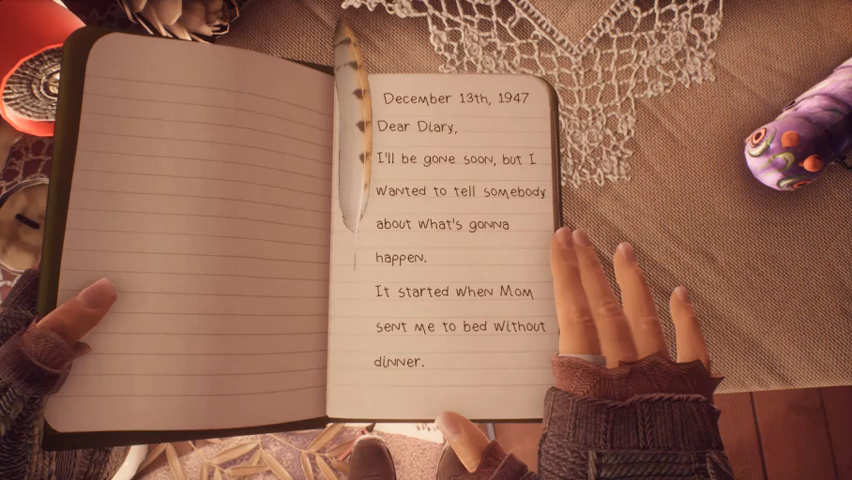 December 13th, 1947
Dear Diary,
I'll be gone soon, but I
wanted to tell somebody
about what's gonna
happen.
It started when Mom
sent me to bed without
dinner.